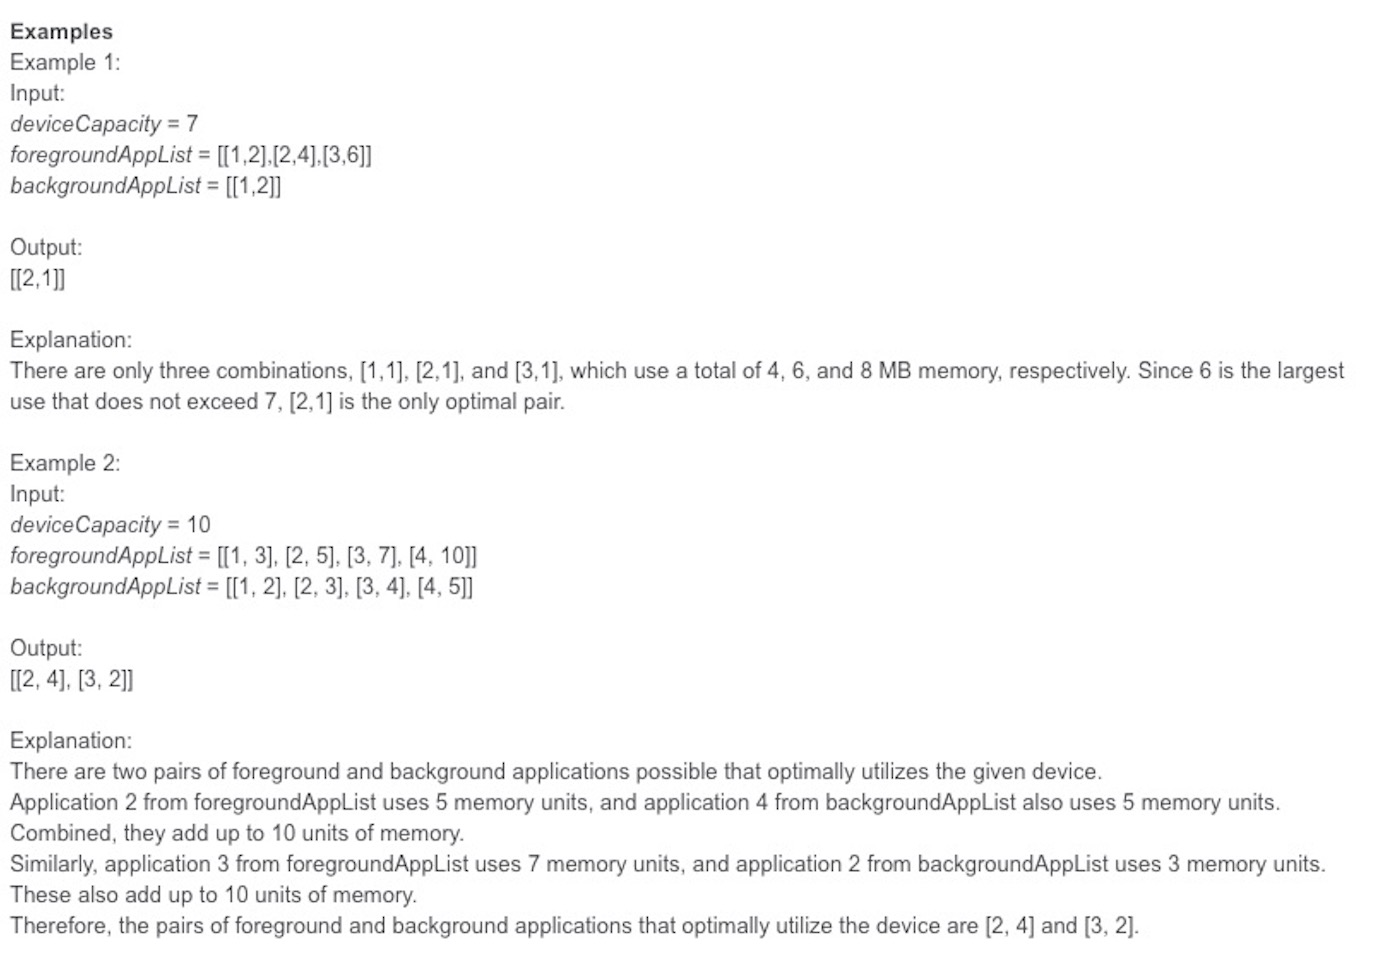 Examples
Example 1:
Input:
deviceCapacity = 7
foregroundAppList = [[1,2],[2,4],[3,6]]
backgroundAppList = [[1,2]]
Output:
[[2,1]]
Explanation:
There are only three combinations, [1,1], [2,1], and [3,1], which use a total of 4, 6, and 8 MB memory, respectively. Since 6 is the largest
use that does not exceed 7, [2,1] is the only optimal pair.
Example 2:
Input:
deviceCapacity = 10
foregroundAppList = [[1, 3], [2, 5], [3, 7], [4, 10]]
backgroundAppList = [[1, 2], [2, 3], [3, 4], [4, 5]]
Output:
[[2, 4], [3, 2]]
Explanation:
There are two pairs of foreground and background applications possible that optimally utilizes the given device.
Application 2 from foregroundAppList uses 5 memory units, and application 4 from backgroundAppList also uses 5 memory units.
Combined, they add up to 10 units of memory.
Similarly, application 3 from foregroundAppList uses 7 memory units, and application 2 from backgroundAppList uses 3 memory units.
These also add up to 10 units of memory.
Therefore, the pairs of foreground and background applications that optimally utilize the device are [2, 4] and [3, 2].